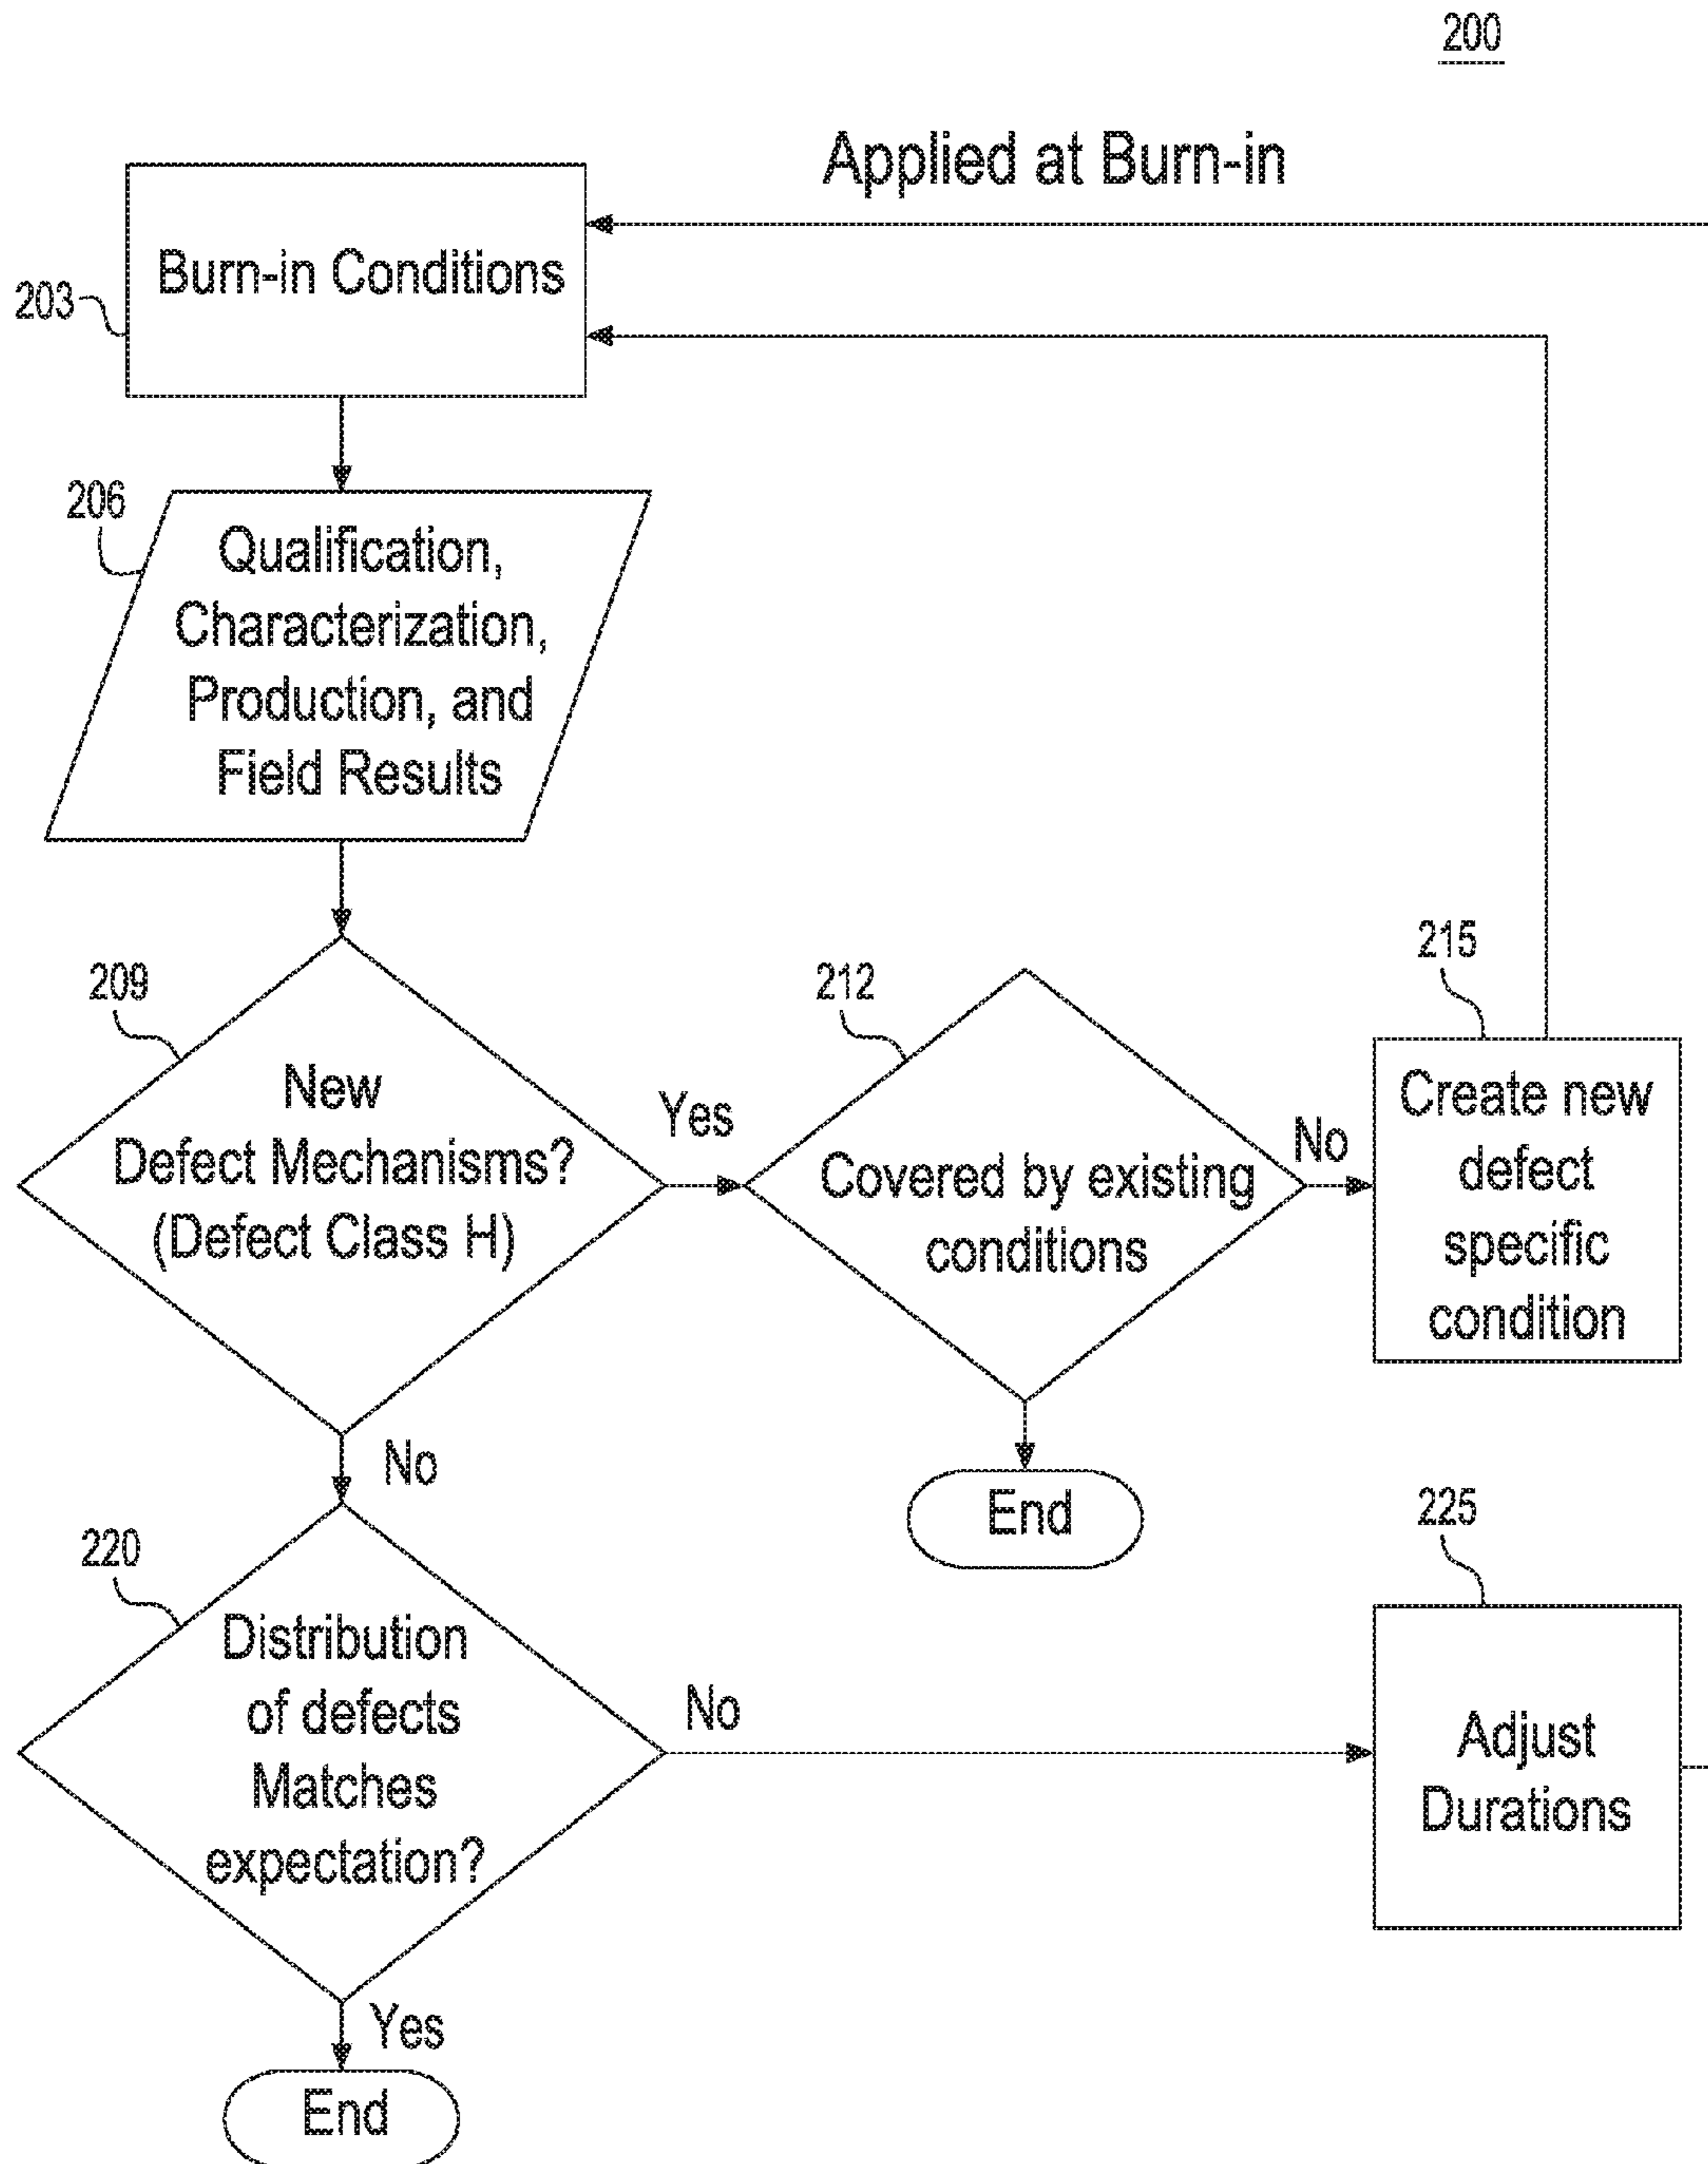 200
Applied at Burn-in
Burn-in Conditions
203
206
Qualification,
Characterization,
Production, and
Field Results
209
New
Defect Mechanisms?
(Defect Class H)
Yes
212
Covered by existing
conditions
No
215
Create new
defect
specific
condition
End
No
220
Distribution
of defects
Matches
expectation?
No
225
Adjust
Durations
Yes
End